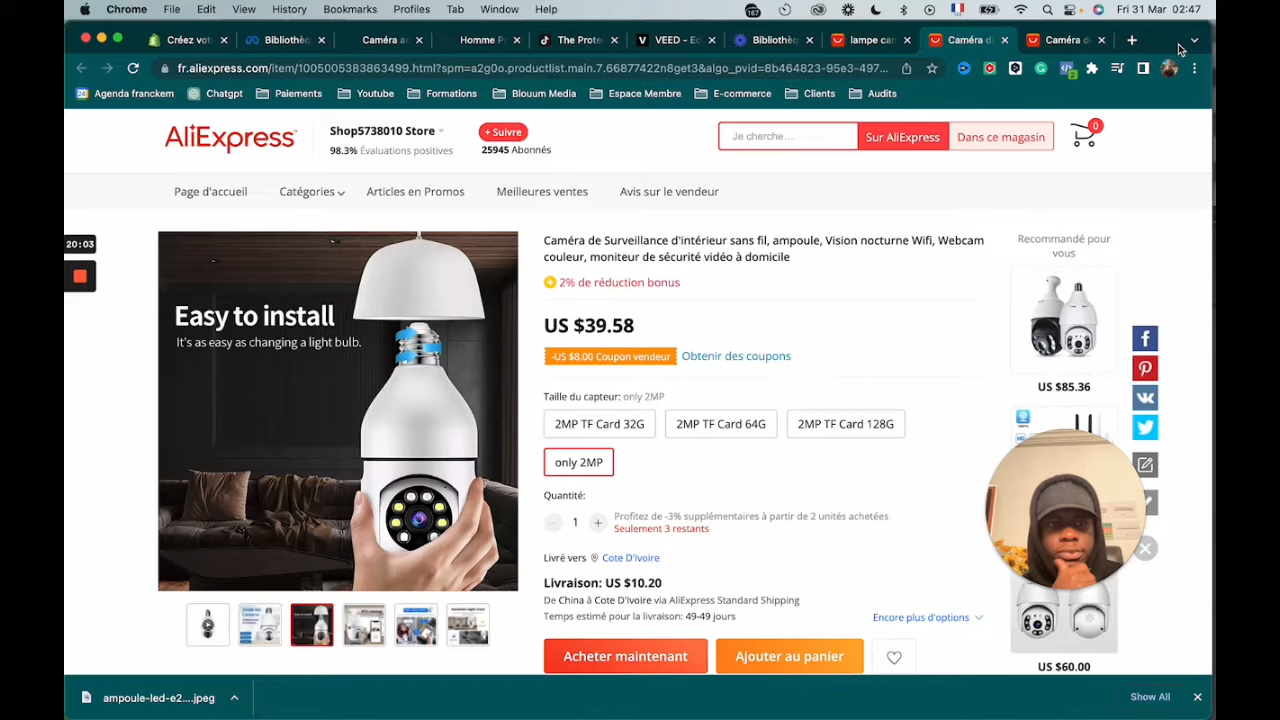 Chrome File Edit View History Bookmarks Profiles Tab Window Help
167 Fri 31 Mar 02:47
Créez vot Bibliothèq Caméra ar Homme P The Prote VEED - Ed Bibliothèq lampe car Caméra di Caméra d
fr.aliexpress.com/item/1005005383863499.html?spm=a2g0o.productlist.main.7.66877422n8get3&algo_pvid=8b464823-95e3-497...
Agenda franckem Chatgpt Paiements Youtube Formations Blouum Media Espace Membre E-commerce Clients Audits
AliExpress
Shop5738010 Store
98.3% Évaluations positives
+ Suivre
25945 Abonnés
Je cherche... Sur AliExpress Dans ce magasin 0
Page d'accueil Catégories Articles en Promos Meilleures ventes Avis sur le vendeur
20:03
Easy to install
It's as easy as changing a light bulb.
Caméra de Surveillance d'intérieur sans fil, ampoule, Vision nocturne Wifi, Webcam
couleur, moniteur de sécurité vidéo à domicile
2% de réduction bonus
US $39.58
-US $8.00 Coupon vendeur Obtenir des coupons
Taille du capteur: only 2MP
2MP TF Card 32G 2MP TF Card 64G 2MP TF Card 128G
only 2MP
Quantité:
1
Profitez de -3% supplémentaires à partir de 2 unités achetées
Seulement 3 restants
Livré vers Cote D'Ivoire
Livraison: US $10.20
De China à Cote D'Ivoire via AliExpress Standard Shipping
Temps estimé pour la livraison: 49-49 jours
Encore plus d'options
Acheter maintenant Ajouter au panier
Recommandé pour
vous
US $85.36
US $60.00
ampoule-led-e2....jpeg
Show All